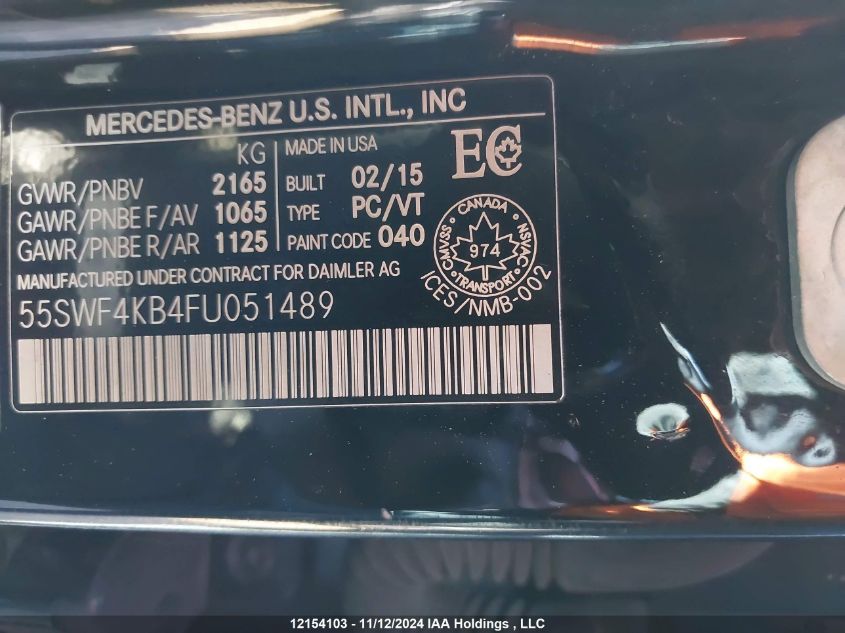 MERCEDES-BENZ U.S. INTL., INC
KG
GVWR/PNBV 2165
GAWR/PNBE F/AV 1065
GAWR/PNBE R/AR 1125
MADE IN USA
BUILT 02/15
TYPE PC/VT
PAINT CODE 040
EC
CANADA
CMVSS 974 NSVAC
TRANSPORT
ICES/NMB-002
MANUFACTURED UNDER CONTRACT FOR DAIMLER AG
55SWF4KB4FU051489
12154103 - 11/12/2024 IAA Holdings , LLC